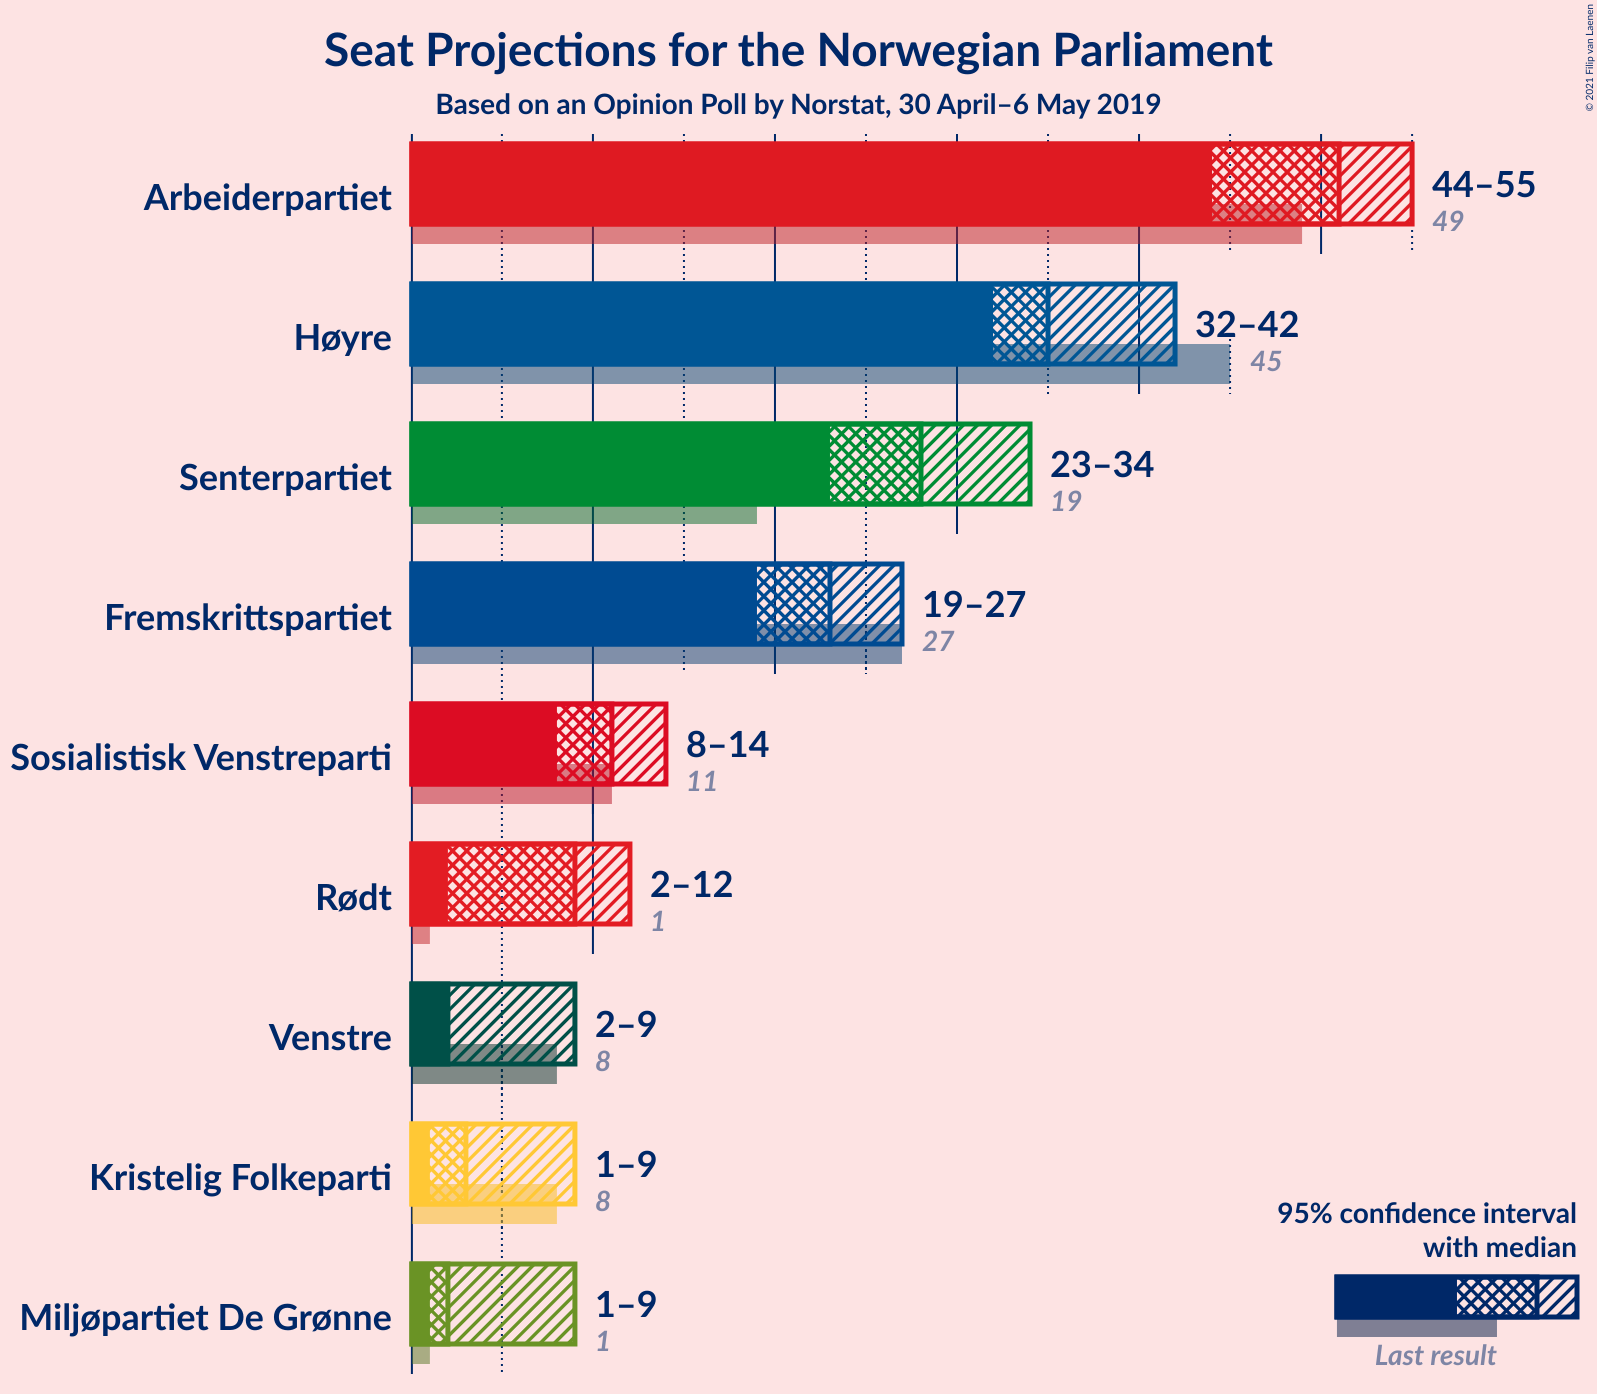 Seat Projections for the Norwegian Parliament
Based on an Opinion Poll by Norstat, 30 April–6 May 2019
© 2021 Filip van Laenen
Arbeiderpartiet
44–55
49
Høyre
32–42
45
Senterpartiet
23–34
19
Fremskrittspartiet
19–27
27
Sosialistisk Venstreparti
8–14
11
Rødt
2–12
1
Venstre
2–9
8
Kristelig Folkeparti
1–9
8
Miljøpartiet De Grønne
1–9
1
95% confidence interval
with median
Last result